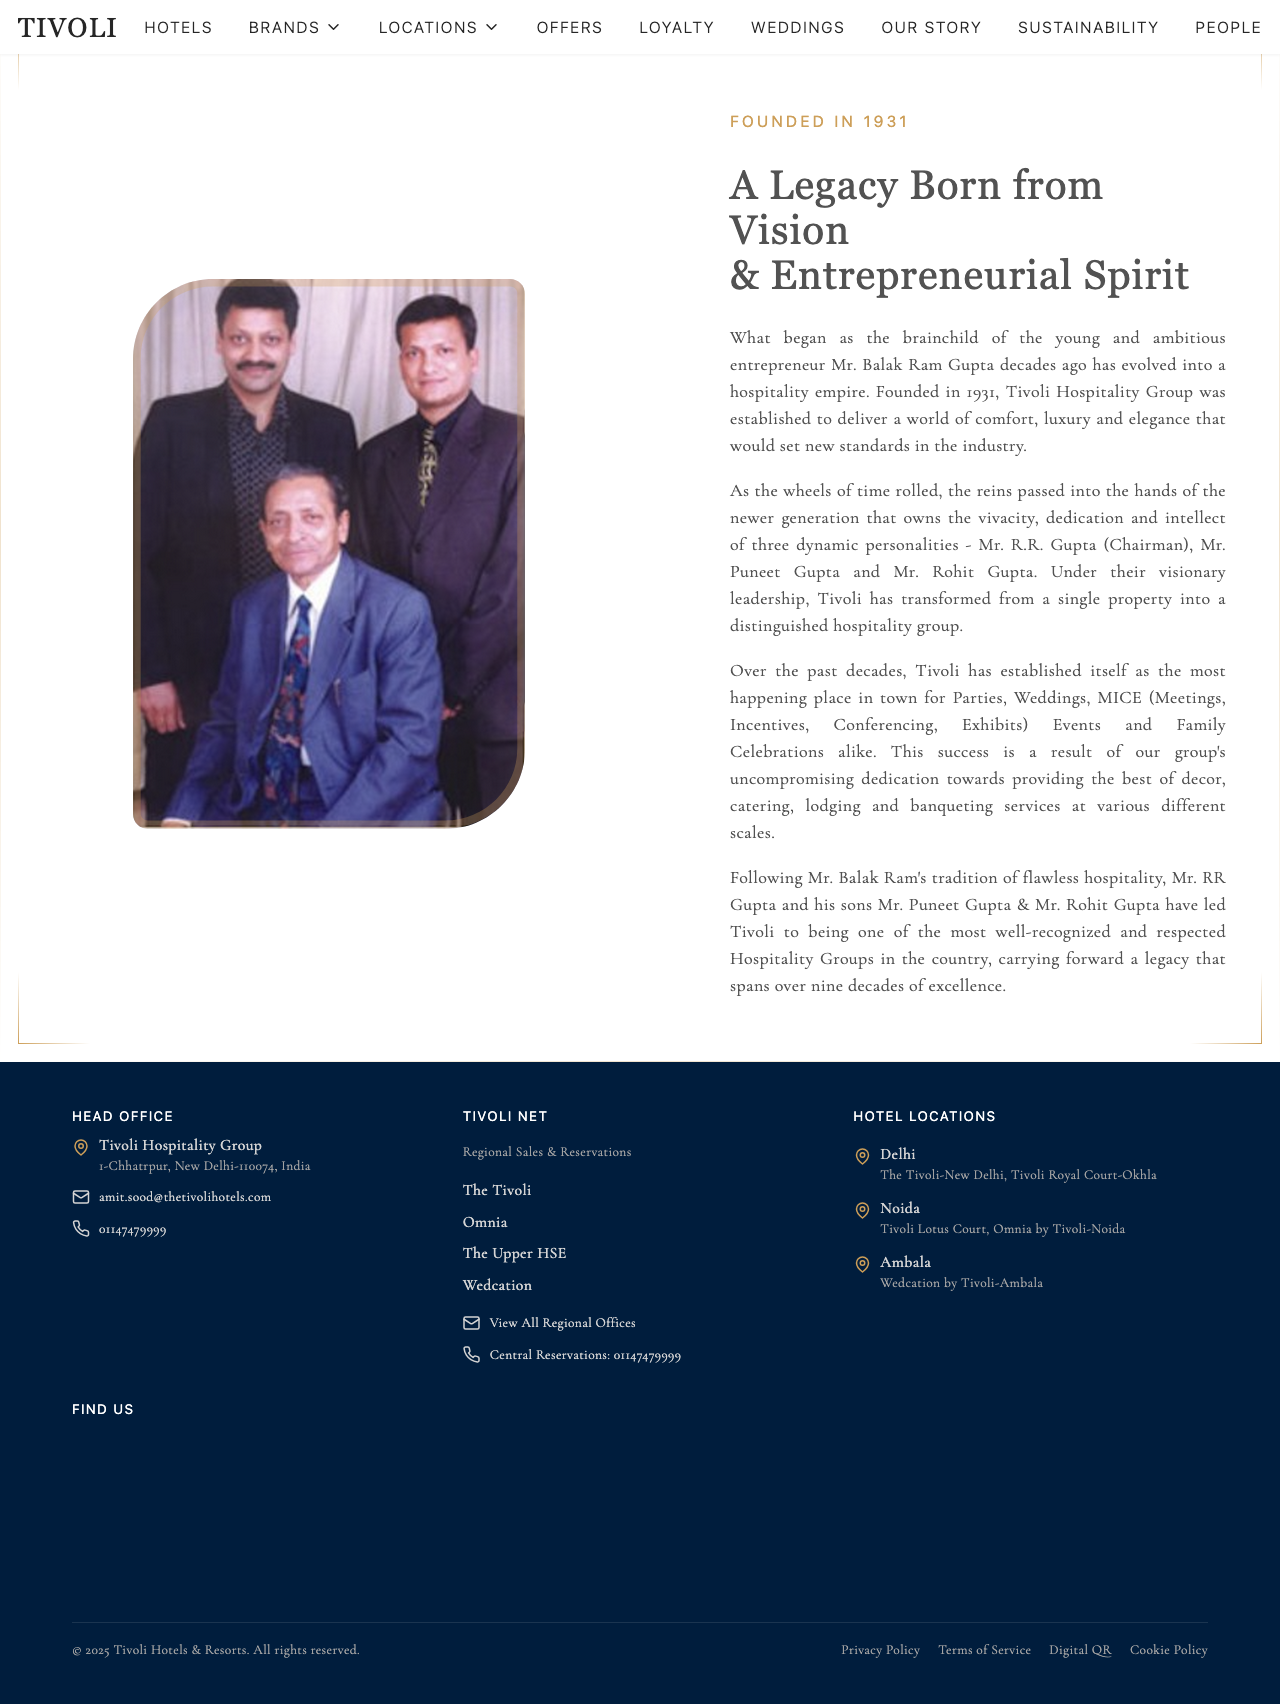 TIVOLI
HOTELS
BRANDS
LOCATIONS
OFFERS
LOYALTY
WEDDINGS
OUR STORY
SUSTAINABILITY
PEOPLE
FOUNDED IN 1931
A Legacy Born from
Vision
& Entrepreneurial Spirit
What began as the brainchild of the young and ambitious
entrepreneur Mr. Balak Ram Gupta decades ago has evolved into a
hospitality empire. Founded in 1931, Tivoli Hospitality Group was
established to deliver a world of comfort, luxury and elegance that
would set new standards in the industry.
As the wheels of time rolled, the reins passed into the hands of the
newer generation that owns the vivacity, dedication and intellect
of three dynamic personalities - Mr. R.R. Gupta (Chairman), Mr.
Puneet Gupta and Mr. Rohit Gupta. Under their visionary
leadership, Tivoli has transformed from a single property into a
distinguished hospitality group.
Over the past decades, Tivoli has established itself as the most
happening place in town for Parties, Weddings, MICE (Meetings,
Incentives, Conferencing, Exhibits) Events and Family
Celebrations alike. This success is a result of our group's
uncompromising dedication towards providing the best of decor,
catering, lodging and banqueting services at various different
scales.
Following Mr. Balak Ram's tradition of flawless hospitality, Mr. RR
Gupta and his sons Mr. Puneet Gupta & Mr. Rohit Gupta have led
Tivoli to being one of the most well-recognized and respected
Hospitality Groups in the country, carrying forward a legacy that
spans over nine decades of excellence.
HEAD OFFICE
Tivoli Hospitality Group
1-Chhatrpur, New Delhi-110074, India
amit.sood@thetivolihotels.com
01147479999
TIVOLI NET
Regional Sales & Reservations
The Tivoli
Omnia
The Upper HSE
Wedcation
View All Regional Offices
Central Reservations: 01147479999
HOTEL LOCATIONS
Delhi
The Tivoli-New Delhi, Tivoli Royal Court-Okhla
Noida
Tivoli Lotus Court, Omnia by Tivoli-Noida
Ambala
Wedcation by Tivoli-Ambala
FIND US
© 2025 Tivoli Hotels & Resorts. All rights reserved.
Privacy Policy
Terms of Service
Digital QR
Cookie Policy